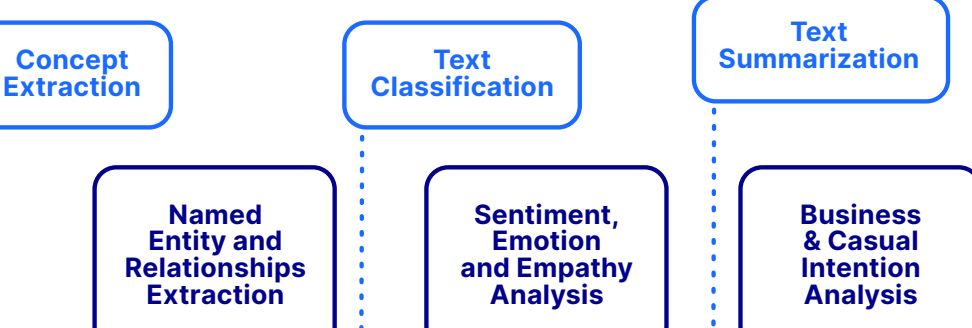 Concept
Extraction
Text
Classification
Text
Summarization
Named
Entity and
Relationships
Extraction
Sentiment,
Emotion
and Empathy
Analysis
Business
& Casual
Intention
Analysis